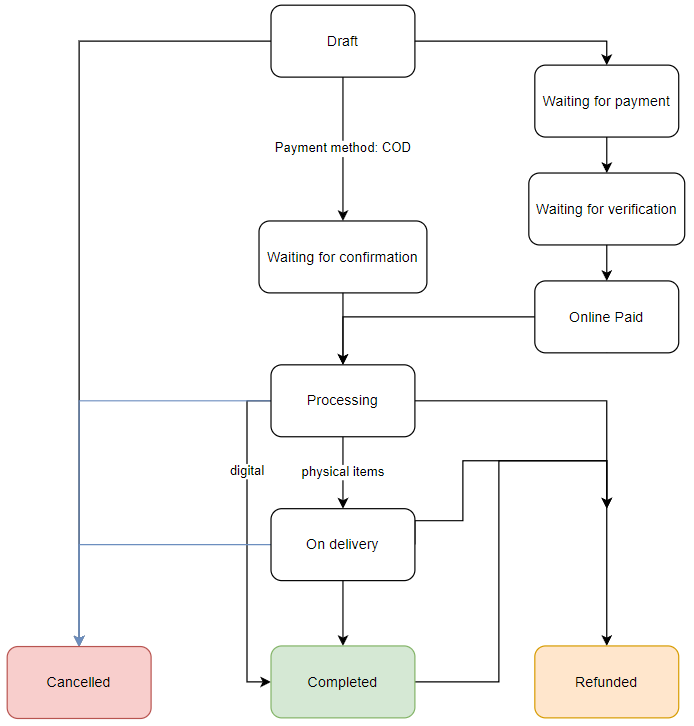 Draft
Waiting for payment
Payment method: COD
Waiting for verification
Waiting for confirmation
Online Paid
Processing
digital
physical items
On delivery
Cancelled
Completed
Refunded